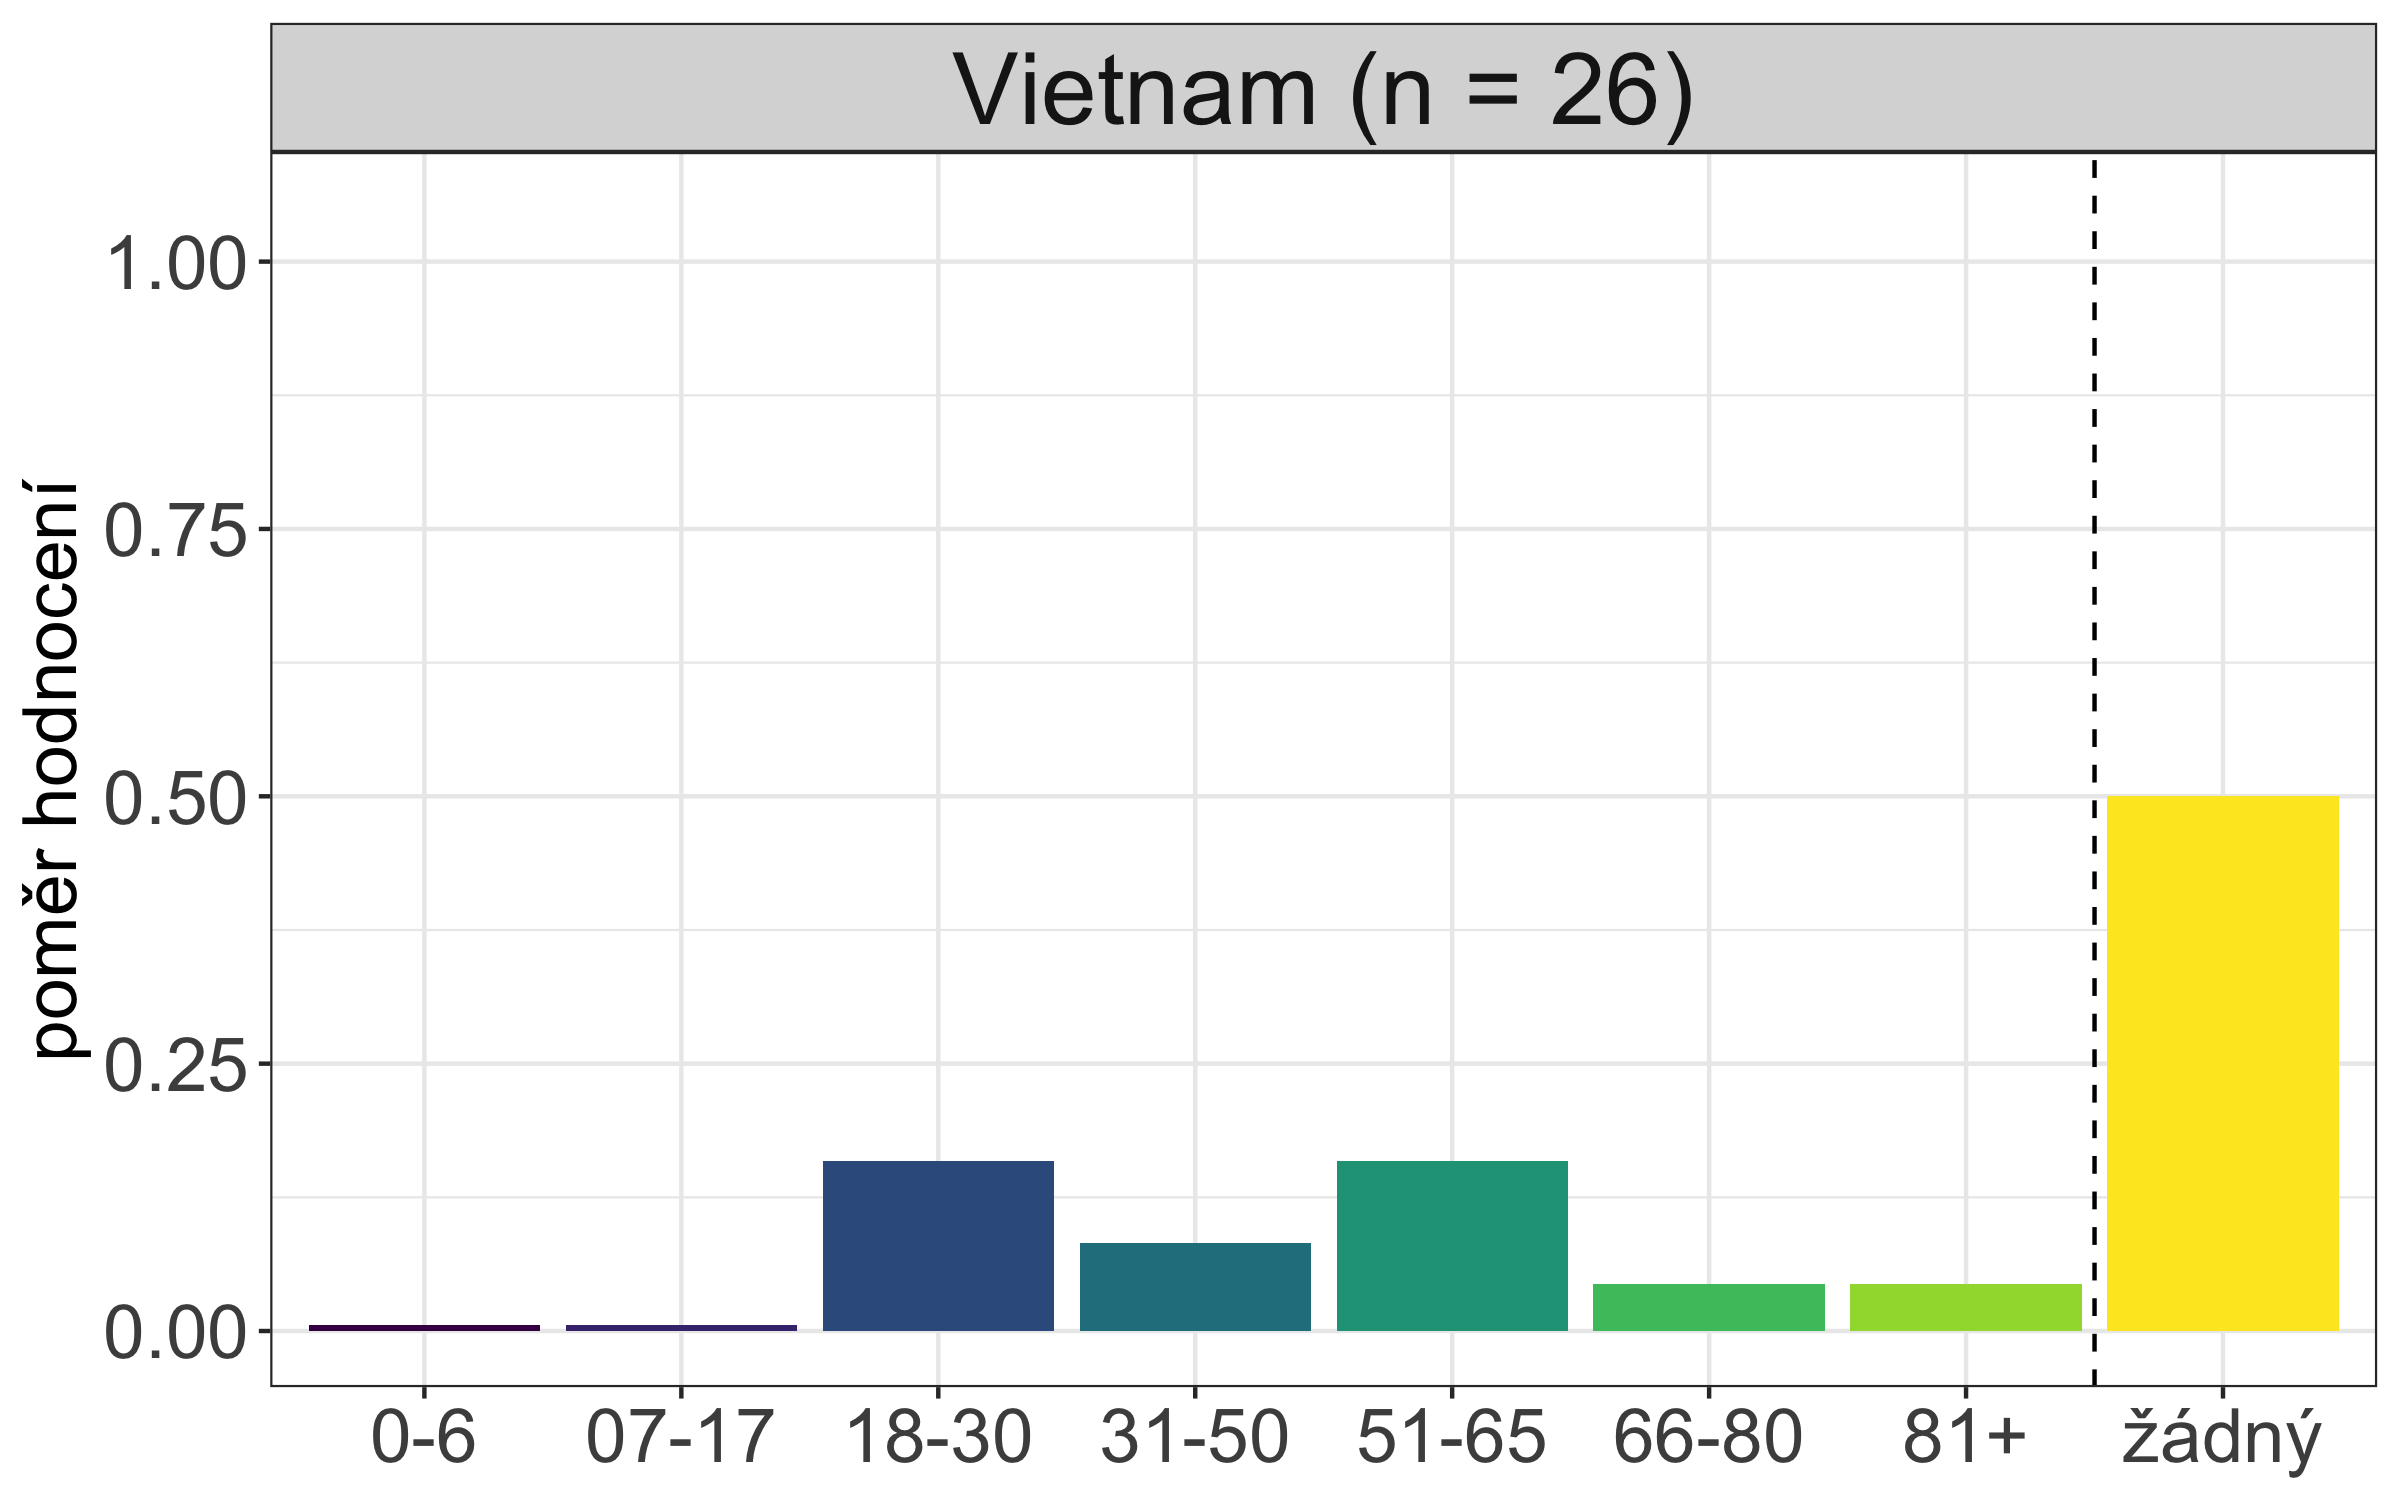 Vietnam (n = 26)
poměr hodnocení
1.00
0.75
0.50
0.25
0.00
0-6 07-17 18-30 31-50 51-65 66-80 81+ žádný